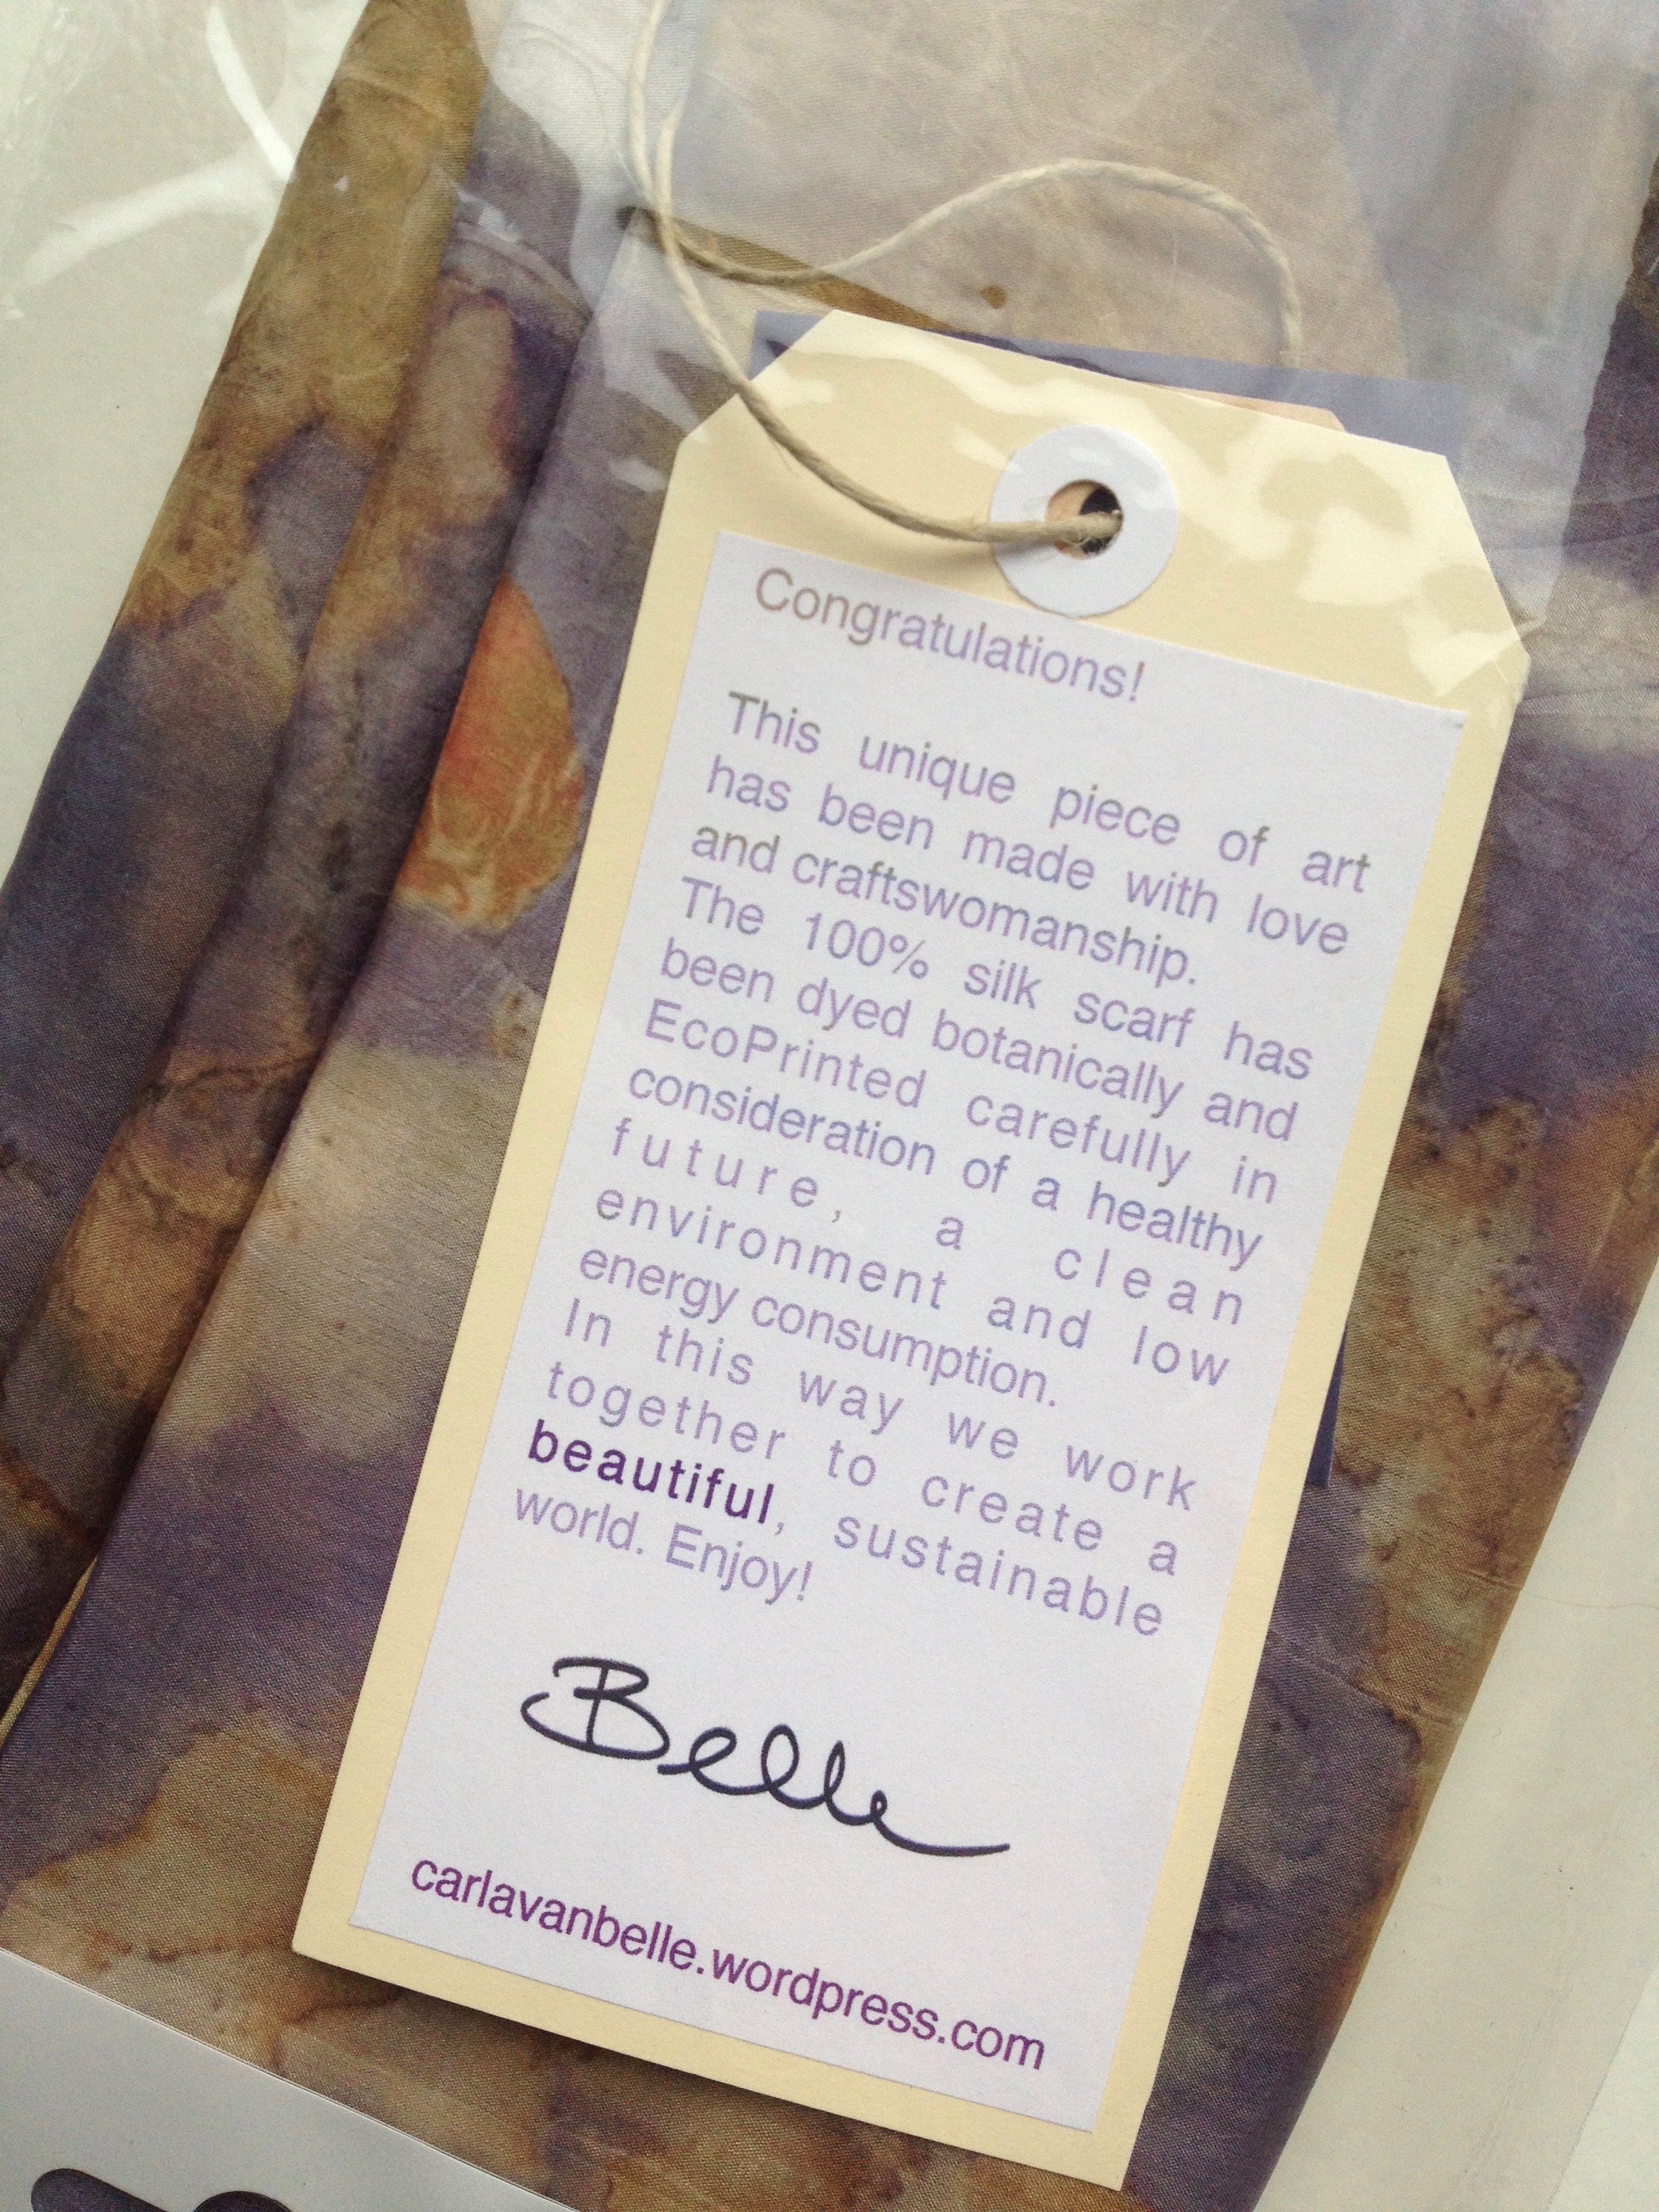 Congratulations!
This unique piece of art
has been made with love
and craftswomanship.
The 100% silk scarf has
been dyed botanically and
EcoPrinted carefully in
consideration of a healthy
future, a clean
environment and low
energy consumption.
In this way we work
together to create a
beautiful, sustainable
world. Enjoy!
Belle
carlavanbelle.wordpress.com